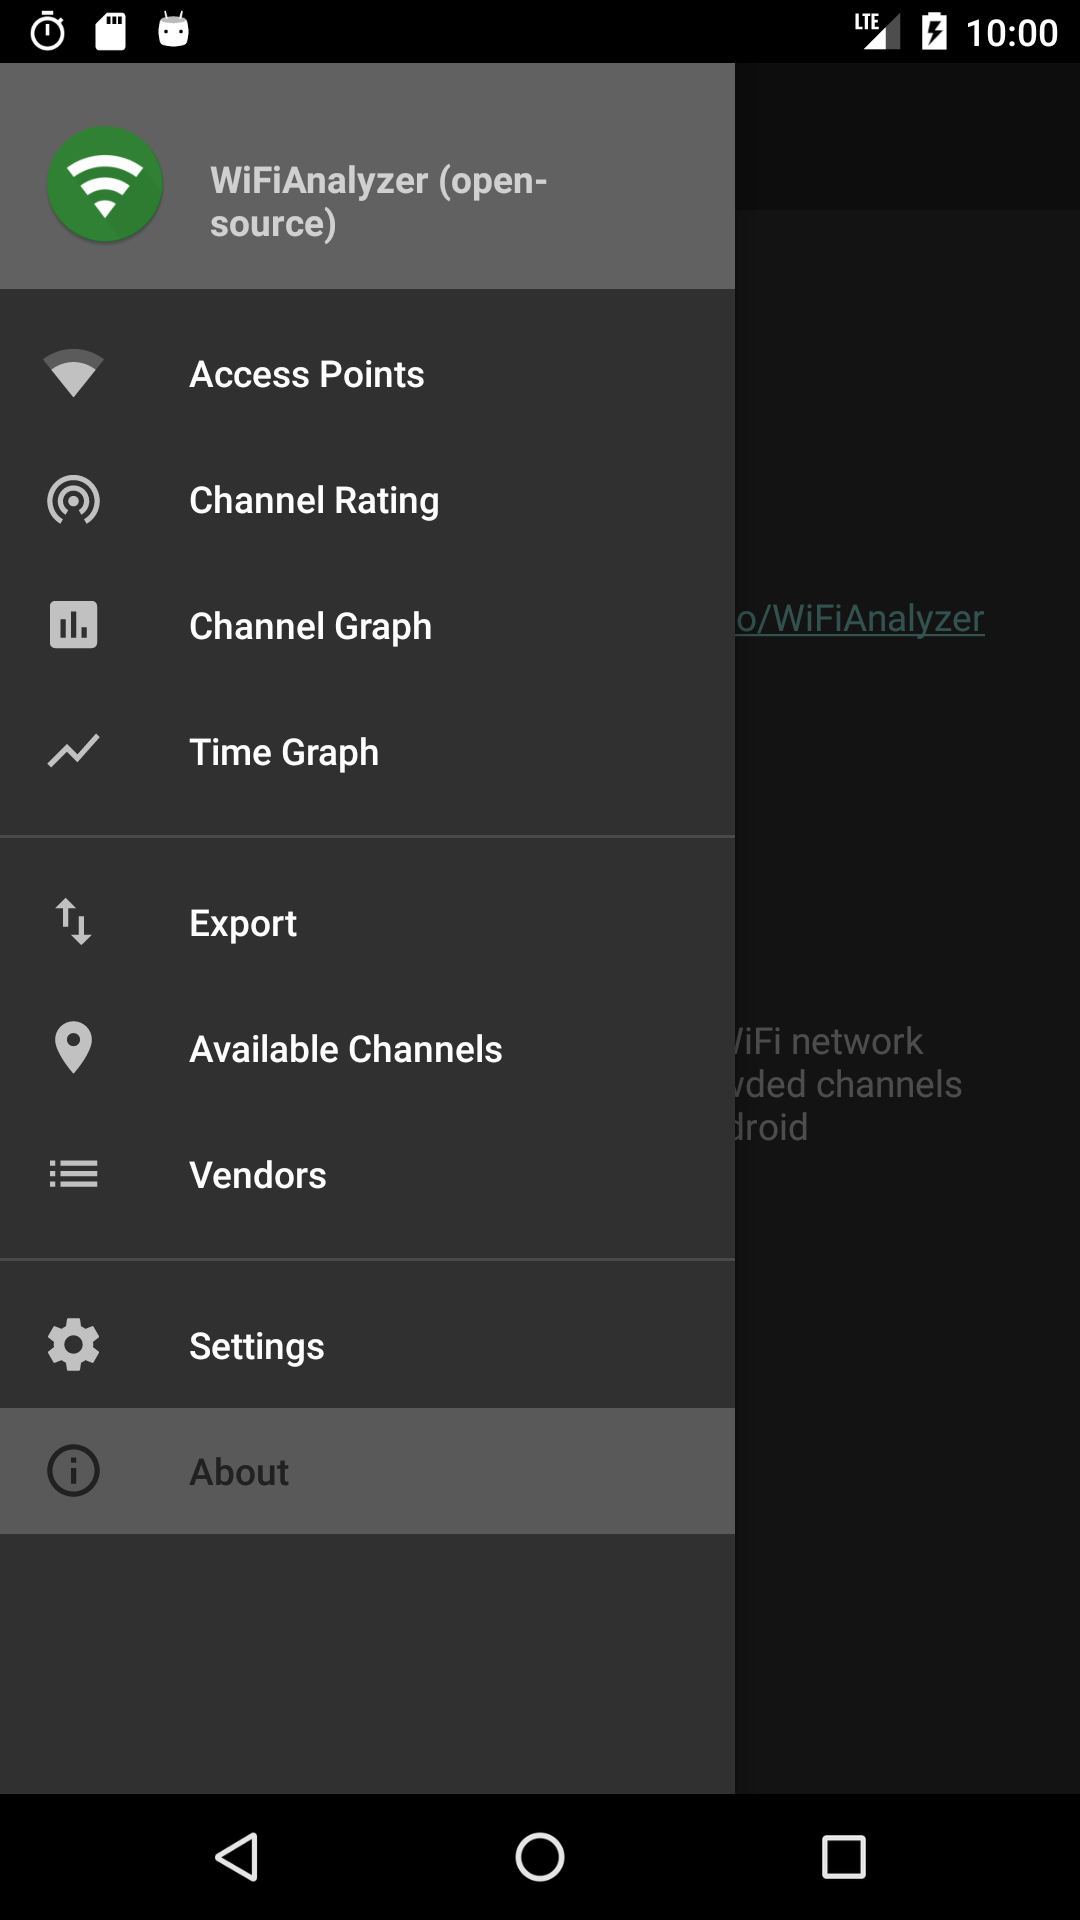 LTE 10:00
WiFiAnalyzer (open-
source)
Access Points
Channel Rating
Channel Graph
o/WiFiAnalyzer
Time Graph
Export
Available Channels
iFi network
ded channels
droid
Vendors
Settings
About